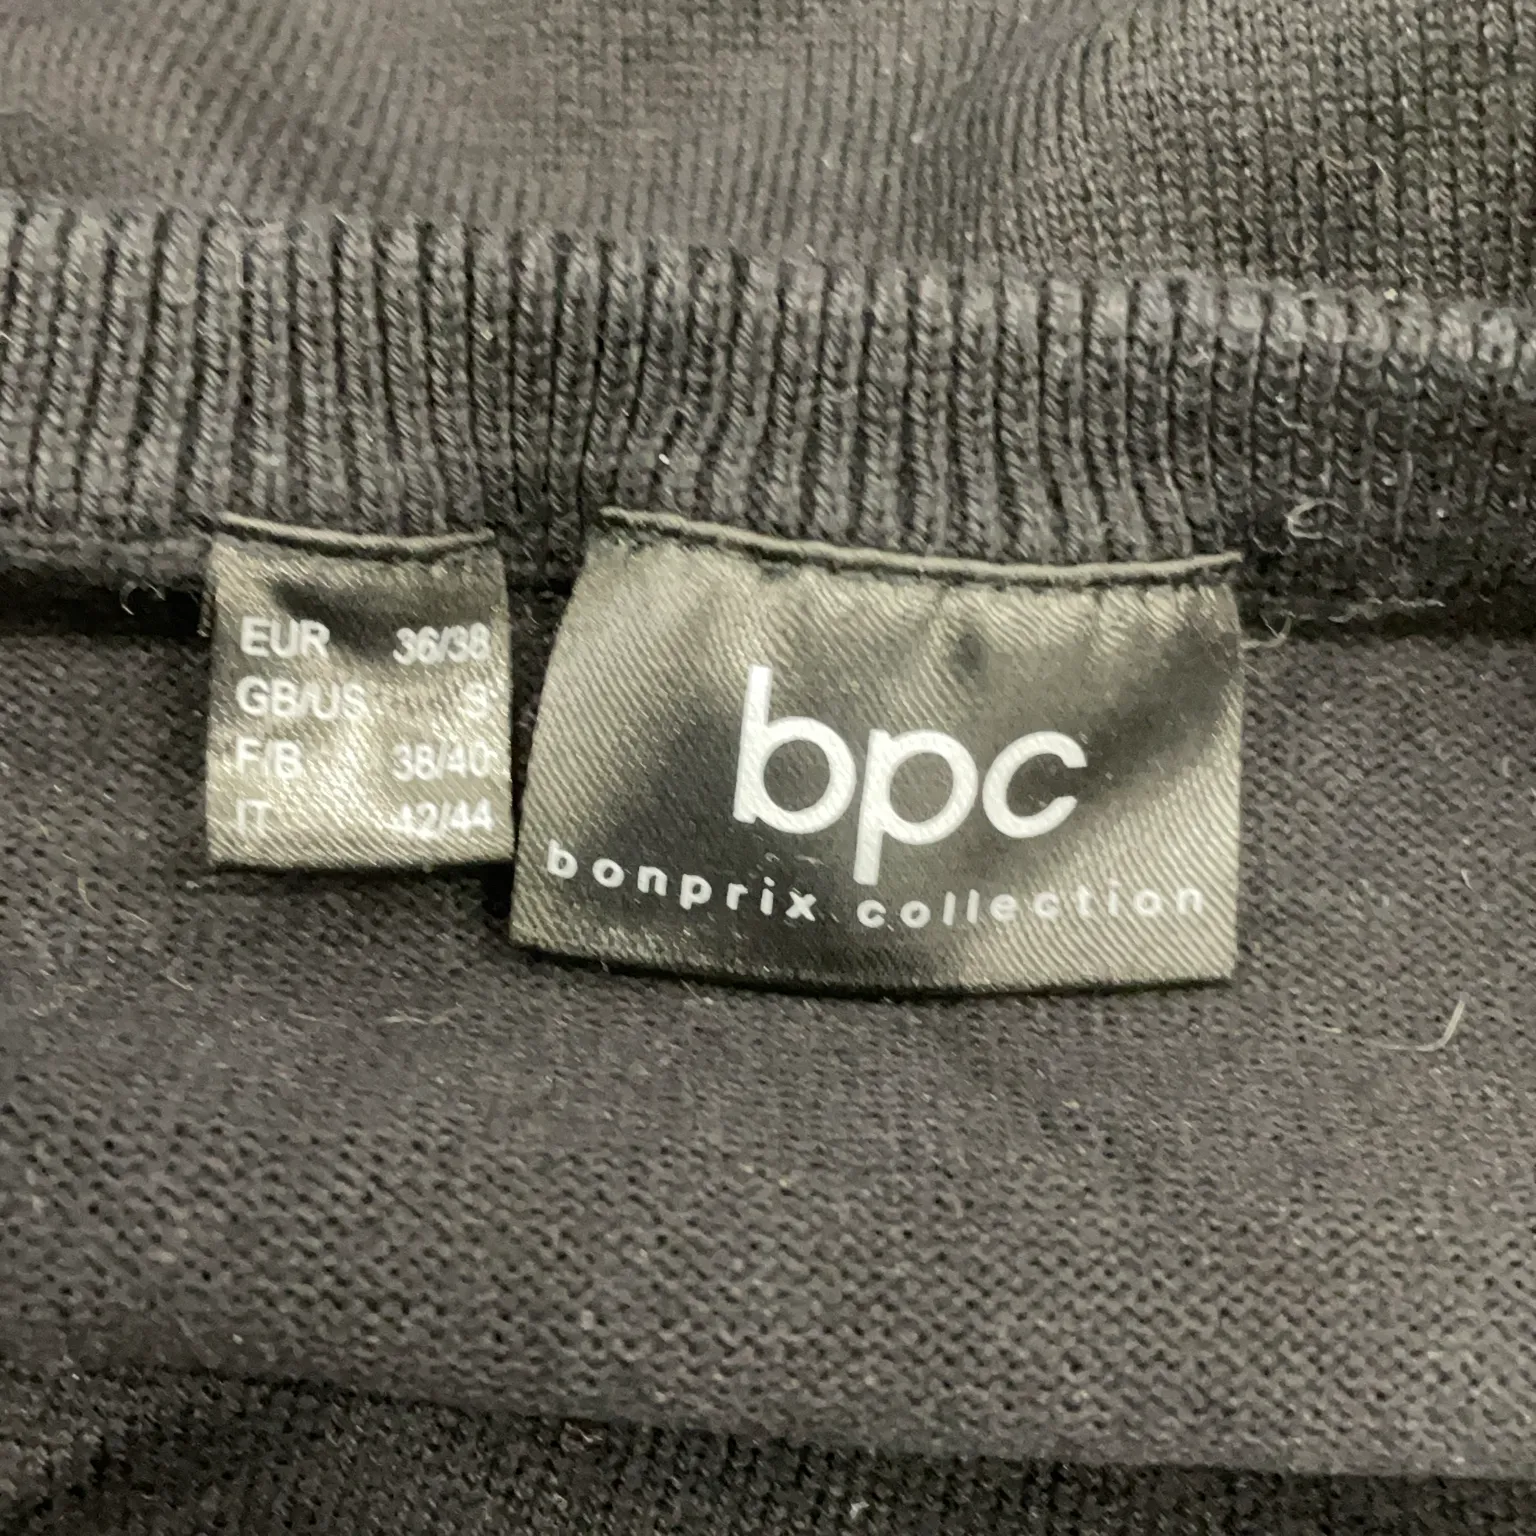 EUR 36/38
GB/US S
F/B 38/40
IT 42/44
bpc
bonprix collection